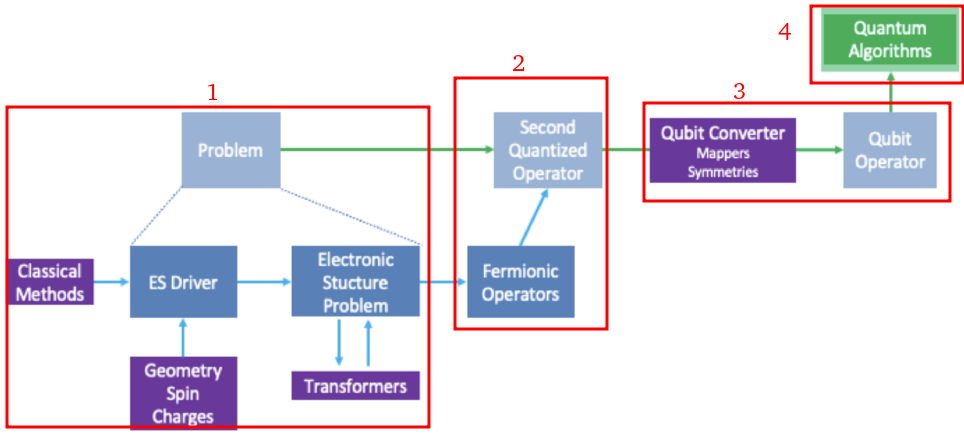 1
Problem
Classical
Methods
ES Driver
Geometry
Spin
Charges
Electronic
Stucture
Problem
Transformers
2
Second
Quantized
Operator
Fermionic
Operators
3
Qubit Converter
Mappers
Symmetries
Qubit
Operator
4
Quantum
Algorithms